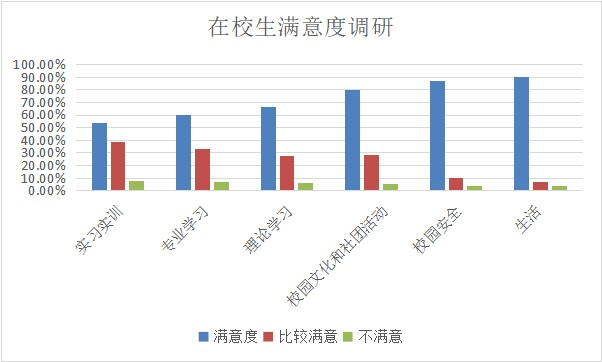 在校生满意度调研
100.00%
90.00%
80.00%
70.00%
60.00%
50.00%
40.00%
30.00%
20.00%
10.00%
0.00%
实习实训
专业学习
理论学习
校园文化和社团活动
校园安全
生活
满意度 比较满意 不满意